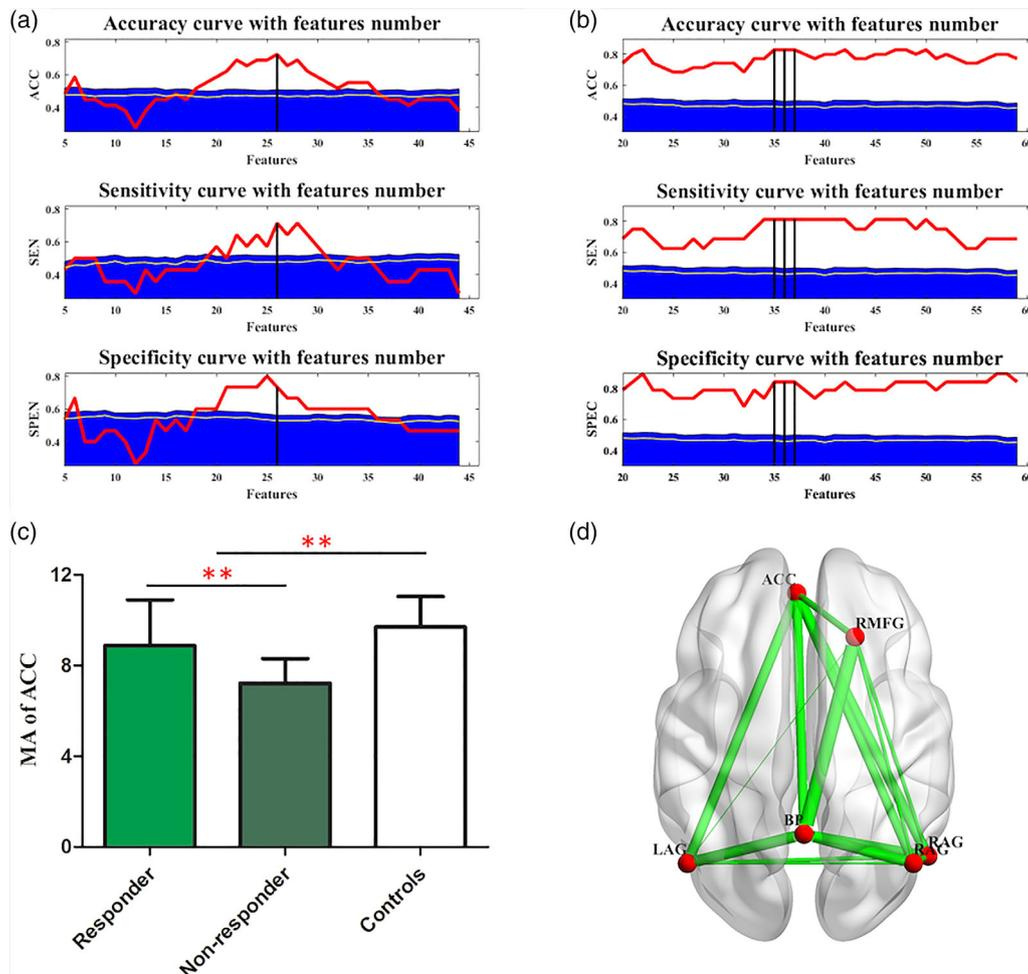 (a)
Accuracy curve with features number
0.8
0.6
0.4
ACC
5 10 15 20 25 30 35 40 45
Features
Sensitivity curve with features number
0.8
0.6
0.4
SEN
5 10 15 20 25 30 35 40 45
Features
Specificity curve with features number
0.8
0.6
0.4
SPEN
5 10 15 20 25 30 35 40 45
Features
(b)
Accuracy curve with features number
0.8
0.6
0.4
ACC
20 25 30 35 40 45 50 55
Features
Sensitivity curve with features number
0.8
0.6
0.4
SEN
20 25 30 35 40 45 50 55
Features
Specificity curve with features number
0.8
0.6
0.4
SPEC
20 25 30 35 40 45 50 55
Features
(c)
**
**
12
8
4
0
MA of ACC
Responder
Non-responder
Controls
(d)
ACC
RMFG
LAG
RAG